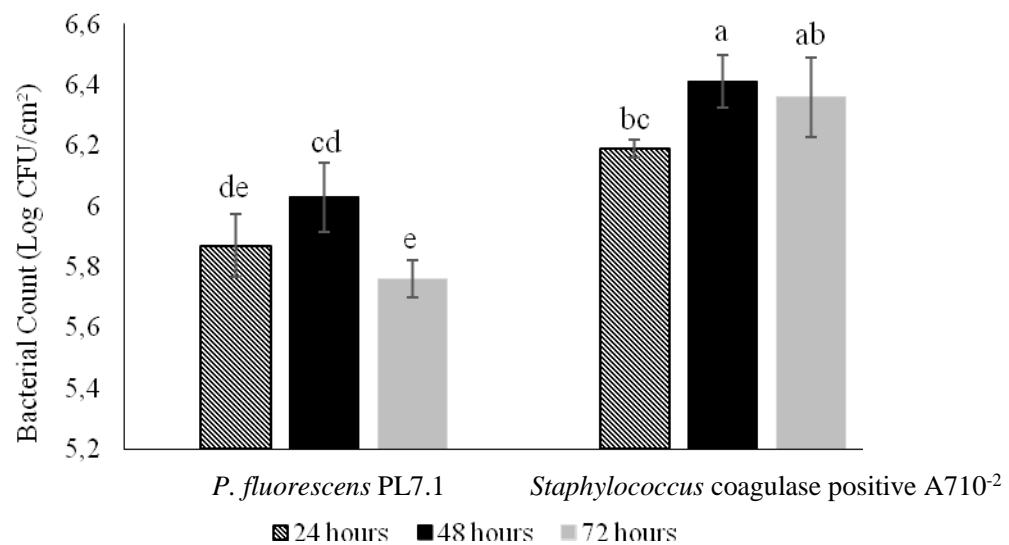 Bacterial Count (Log CFU/cm²)
6,6
6,4
6,2
6
5,8
5,6
5,4
5,2
de
cd
e
bc
a
ab
P. fluorescens PL7.1
Staphylococcus coagulase positive A710⁻²
24 hours 48 hours 72 hours